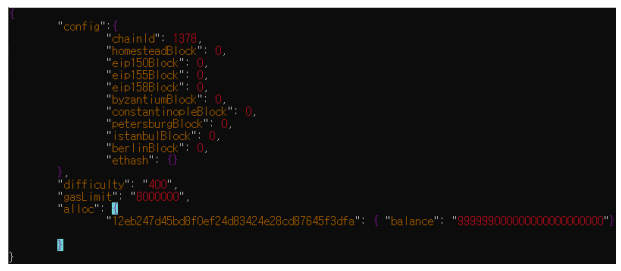 {
"config":{
"chainId": 1378,
"homesteadBlock": 0,
"eip150Block": 0,
"eip155Block": 0,
"eip158Block": 0,
"byzantiumBlock": 0,
"constantinopleBlock": 0,
"petersburgBlock": 0,
"istanbulBlock": 0,
"berlinBlock": 0,
"ethash": {}
},
"difficulty": "400",
"gasLimit": "8000000",
"alloc": {
"12eb247d45bd8f0ef24d83424e28cd87645f3dfa": { "balance":
}
}